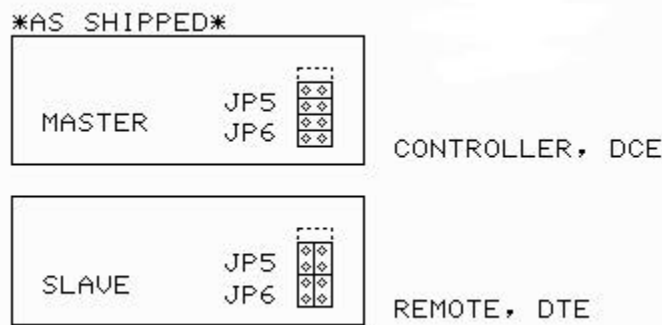 *AS SHIPPED*
MASTER
JP5
JP6
CONTROLLER, DCE
SLAVE
JP5
JP6
REMOTE, DTE